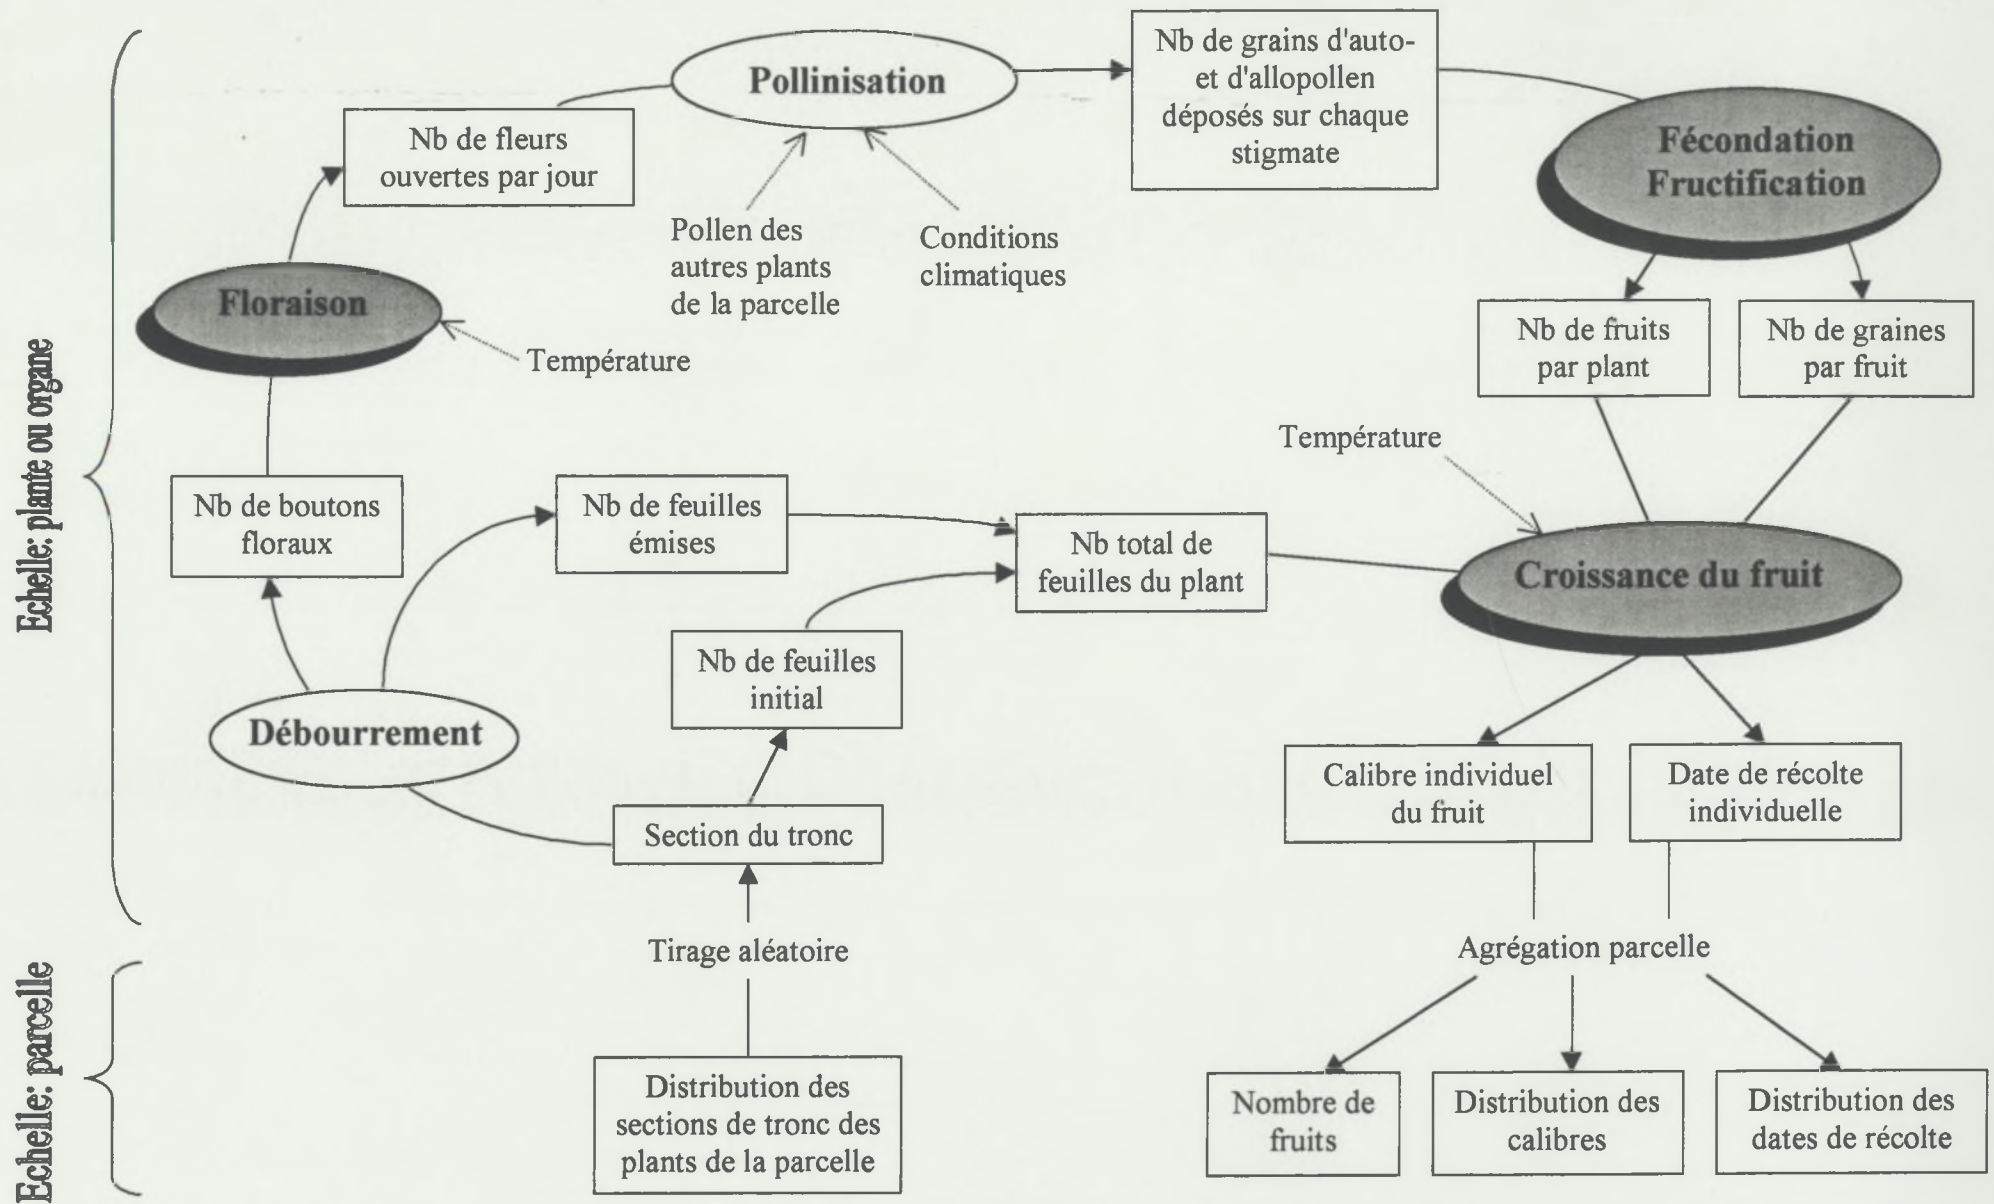 Nb de grains d'auto-
et d'allopollen
déposés sur chaque
stigmate
Pollinisation
Nb de fleurs
ouvertes par jour
Fécondation
Fructification
Pollen des
autres plants
de la parcelle
Conditions
climatiques
Floraison
Température
Nb de fruits
par plant
Nb de graines
par fruit
Echelle: plante ou organe
Température
Nb de boutons
floraux
Nb de feuilles
émises
Nb total de
feuilles du plant
Croissance du fruit
Nb de feuilles
initial
Débourrement
Calibre individuel
du fruit
Date de récolte
individuelle
Section du tronc
Tirage aléatoire
Agrégation parcelle
Echelle: parcelle
Distribution des
sections de tronc des
plants de la parcelle
Nombre de
fruits
Distribution des
calibres
Distribution des
dates de récolte